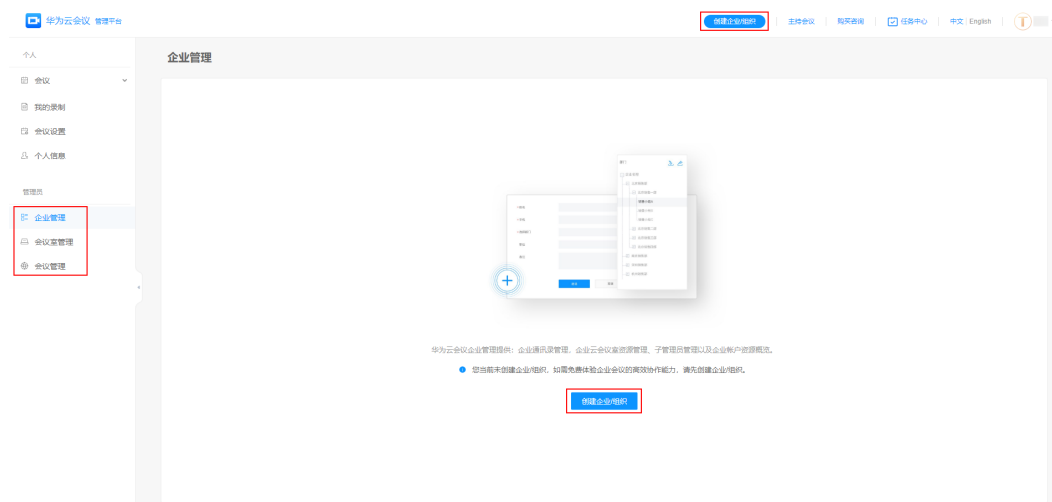 华为云会议 管理平台
创建企业/组织
主持会议
购买咨询
任务中心
中文 English
个人
会议
我的录制
会议设置
个人信息
管理员
企业管理
会议室管理
会议管理
企业管理
华为云会议企业管理提供：企业通讯录管理、企业云会议室资源管理、子管理员管理以及企业帐户资源概览。
您当前未创建企业/组织，如需免费体验企业会议的高效协作能力，请先创建企业/组织。
创建企业/组织